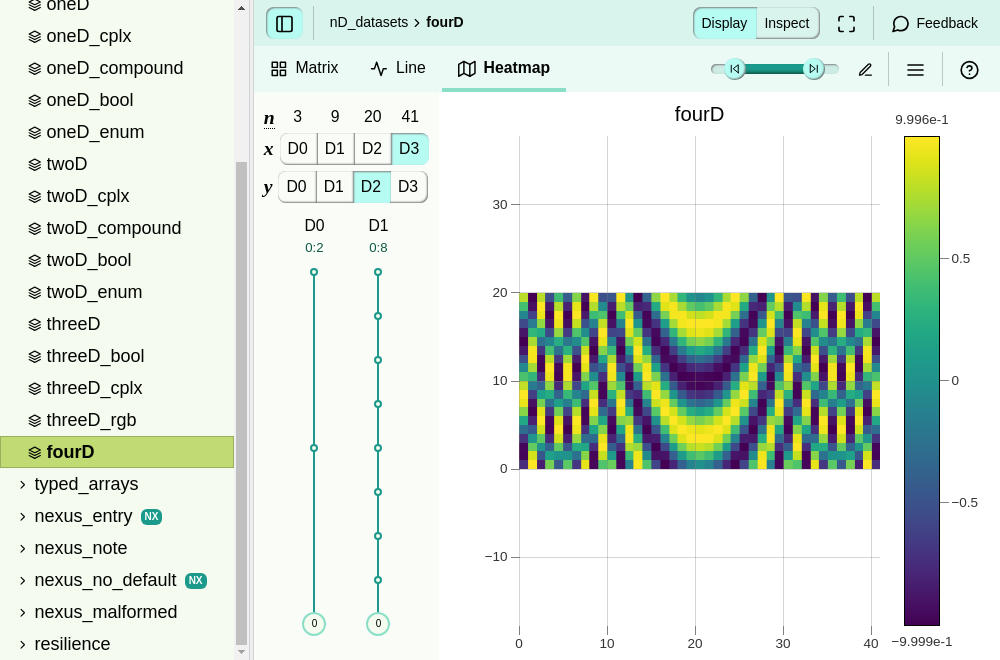 oneD
oneD_cplx
oneD_compound
oneD_bool
oneD_enum
twoD
twoD_cplx
twoD_compound
twoD_bool
twoD_enum
threeD
threeD_bool
threeD_cplx
threeD_rgb
fourD
typed_arrays
nexus_entry NX
nexus_note
nexus_no_default NX
nexus_malformed
resilience
nD_datasets › fourD
Display Inspect
Feedback
Matrix Line Heatmap
n 3 9 20 41
x D0 D1 D2 D3
y D0 D1 D2 D3
D0 D1
0:2 0:8
0 0
fourD
30
20
10
0
−10
0 10 20 30 40
9.996e-1
0.5
0
−0.5
−9.999e-1